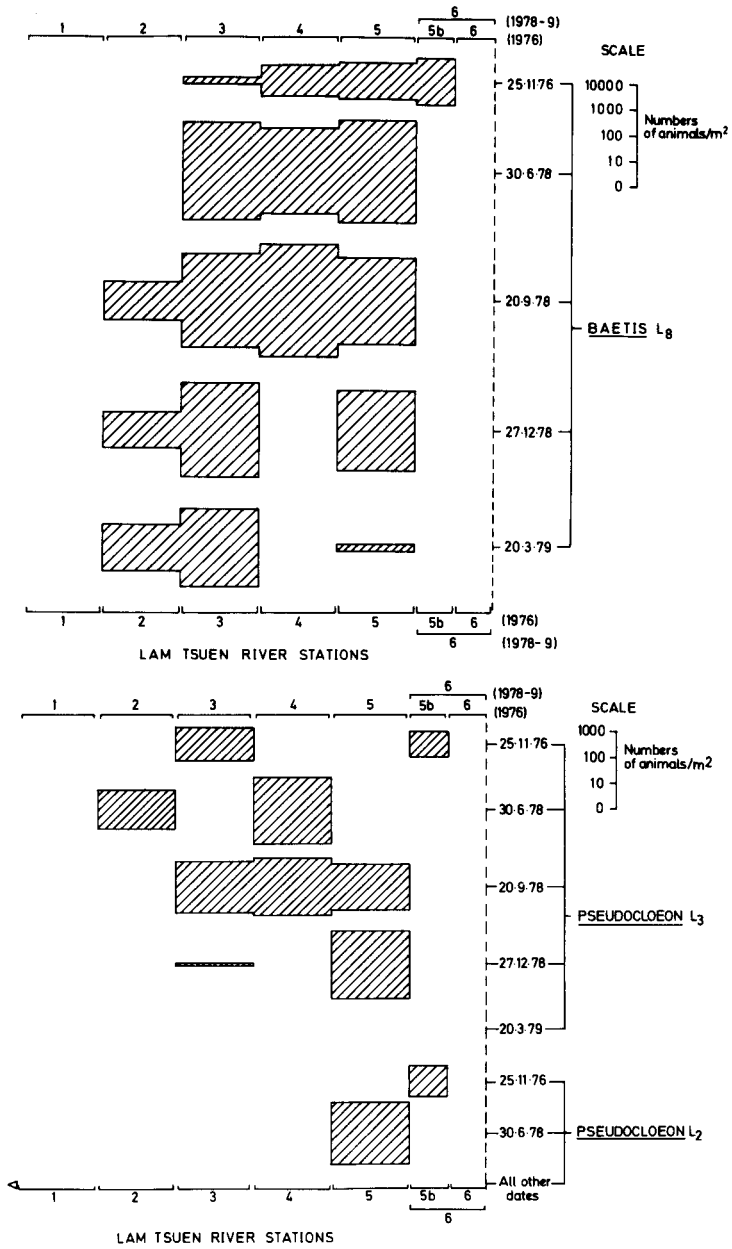 6 (1978-9)
1 2 3 4 5 5b 6 (1976)
SCALE
10000
1000
100
10
0
Numbers
of animals/m2
25·11·76
30·6·78
20·9·78
BAETIS L8
27·12·78
20·3·79
1 2 3 4 5 5b 6 (1976)
6 (1978-9)
LAM TSUEN RIVER STATIONS
6 (1978-9)
1 2 3 4 5 5b 6 (1976)
SCALE
1000
100
10
0
Numbers
of animals/m2
25·11·76
30·6·78
20·9·78
PSEUDOCLOEON L3
27·12·78
20·3·79
25·11·76
30·6·78
PSEUDOCLOEON L2
All other
dates
1 2 3 4 5 5b 6
6
LAM TSUEN RIVER STATIONS